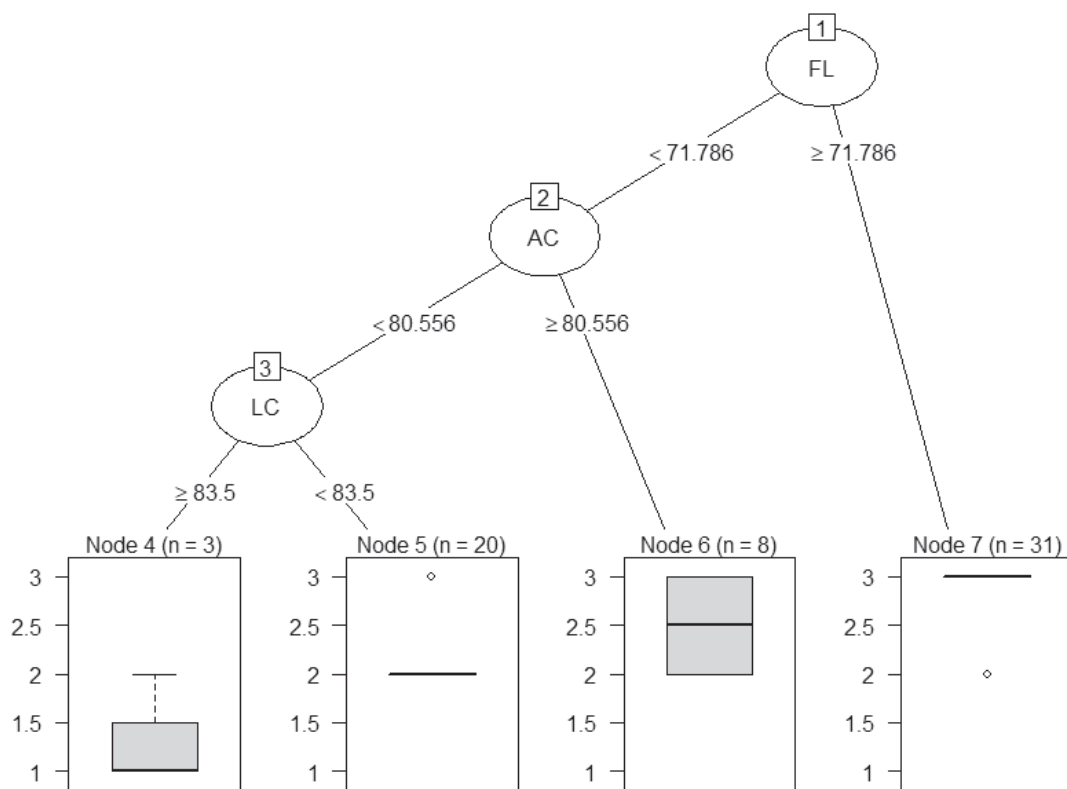 1
FL
< 71.786 ≥ 71.786
2
AC
< 80.556 ≥ 80.556
3
LC
≥ 83.5 < 83.5
Node 4 (n = 3) Node 5 (n = 20) Node 6 (n = 8) Node 7 (n = 31)
3 3 3 3
2.5 2.5 2.5 2.5
2 2 2 2
1.5 1.5 1.5 1.5
1 1 1 1